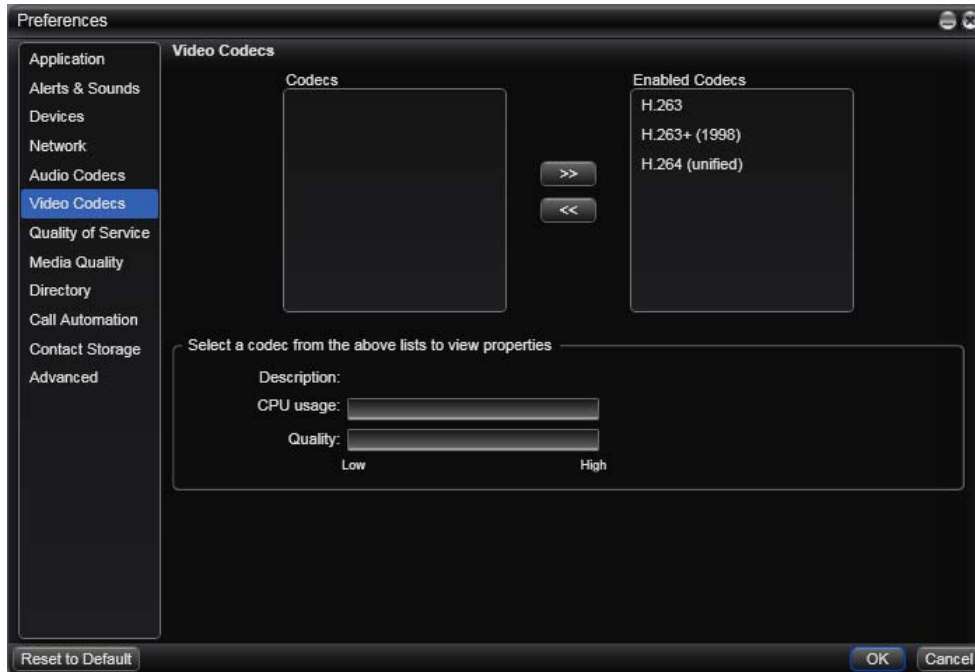 Preferences
Application
Alerts & Sounds
Devices
Network
Audio Codecs
Video Codecs
Quality of Service
Media Quality
Directory
Call Automation
Contact Storage
Advanced
Video Codecs
Codecs
Enabled Codecs
H.263
H.263+ (1998)
H.264 (unified)
>>
<<
Select a codec from the above lists to view properties
Description:
CPU usage:
Quality:
Low High
Reset to Default
OK Cancel